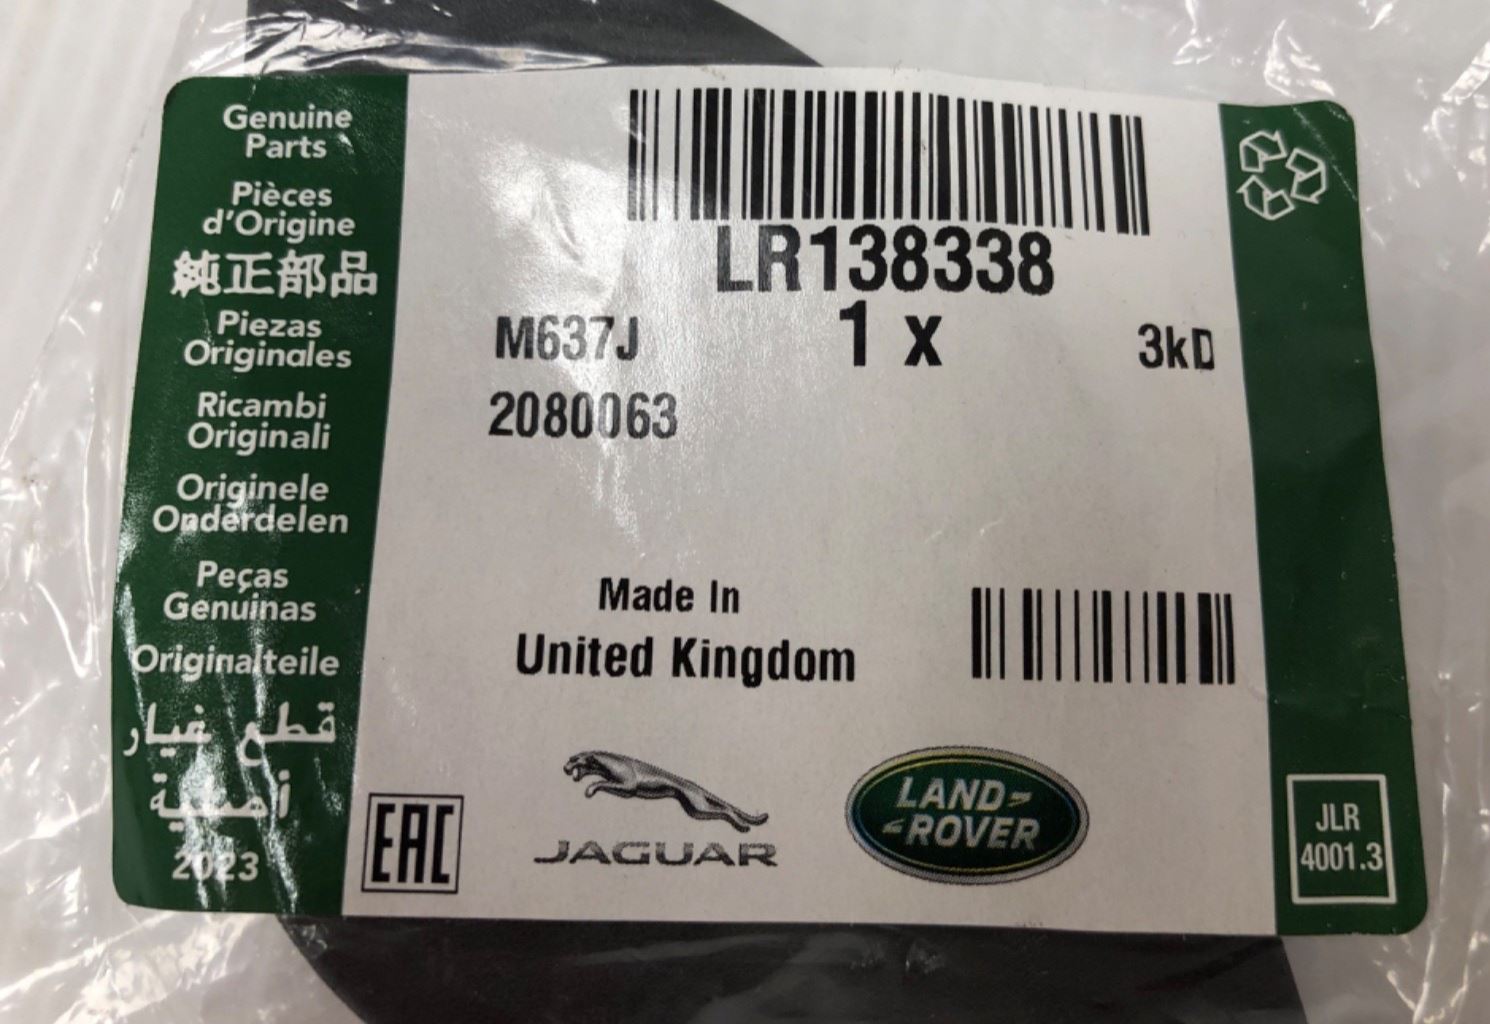 Genuine
Parts
Pièces
d'Origine
純正部品
Piezas
Originales
Ricambi
Originali
Originele
Onderdelen
Peças
Genuinas
Originalteile
قطع غيار
أصلية
2023
LR138338
1 x
M637J
3kD
2080063
Made In
United Kingdom
EAC
JAGUAR
LAND-
-ROVER
JLR
4001.3